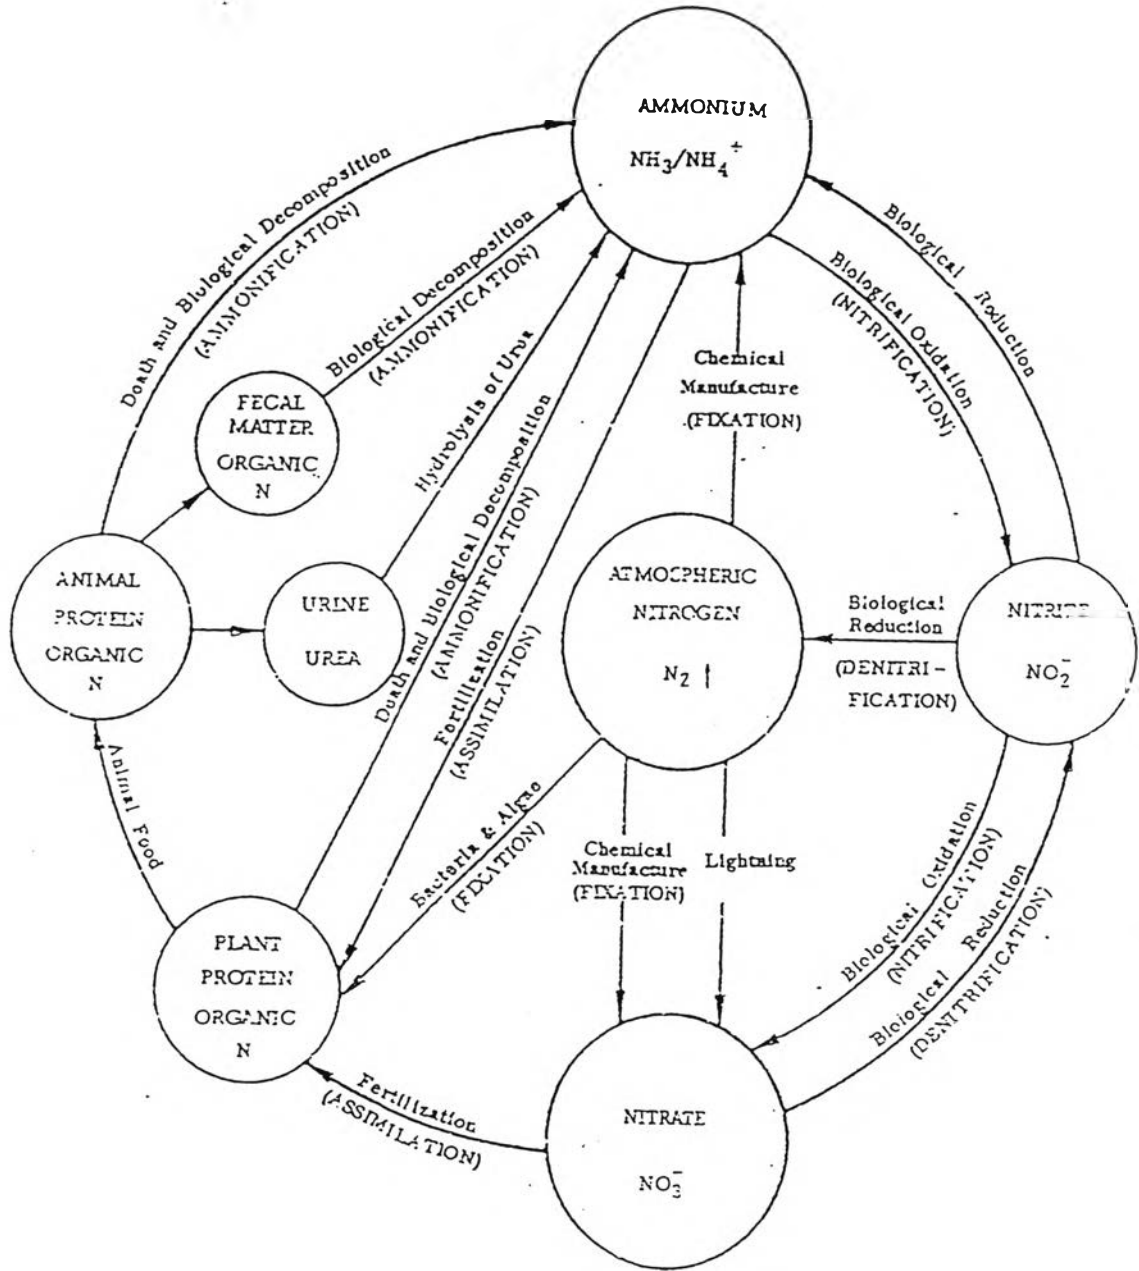 AMMONIUM
NH3/NH4+
Death and Biological Decomposition
(AMMONIFICATION)
Biological Decomposition
(AMMONIFICATION)
Hydrolysis of Urea
Death and Biological Decomposition
(AMMONIFICATION)
Fertilization
(ASSIMILATION)
Chemical
Manufacture
(FIXATION)
Biological Oxidation
(NITRIFICATION)
Biological Reduction
FECAL
MATTER
ORGANIC
N
ANIMAL
PROTEIN
ORGANIC
N
URINE
UREA
ATMOSPHERIC
NITROGEN
N2 ↑
Biological
Reduction
(DENITRI-
FICATION)
NITRITE
NO2-
Animal Food
Bacteria & Algae
(FIXATION)
Chemical
Manufacture
(FIXATION)
Lightning
Biological Oxidation
(NITRIFICATION)
Biological Reduction
(DENITRIFICATION)
PLANT
PROTEIN
ORGANIC
N
Fertilization
(ASSIMILATION)
NITRATE
NO3-